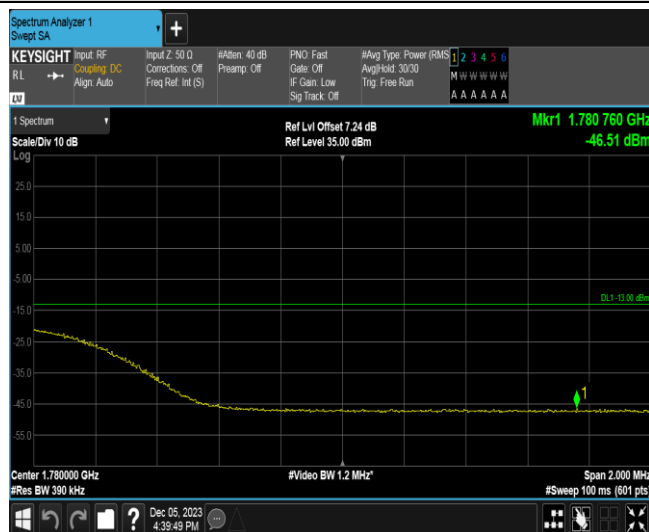 Spectrum Analyzer 1
Swept SA
+
KEYSIGHT
RL
LXI
Input: RF
Coupling: DC
Align: Auto
Input Z: 50 Ω
Corrections: Off
Freq Ref: Int (S)
#Atten: 40 dB
Preamp: Off
PNO: Fast
Gate: Off
IF Gain: Low
Sig Track: Off
#Avg Type: Power (RMS
Avg|Hold: 30/30
Trig: Free Run
1 2 3 4 5 6
M W W W W W
A A A A A A
1 Spectrum
Scale/Div 10 dB
Log
Ref Lvl Offset 7.24 dB
Ref Level 35.00 dBm
Mkr1 1.780 760 GHz
-46.51 dBm
25.0
15.0
5.00
-5.00
DL1 -13.00 dBm
-15.0
-25.0
-35.0
1
-45.0
-55.0
Center 1.780000 GHz
#Video BW 1.2 MHz*
Span 2.000 MHz
#Res BW 390 kHz
#Sweep 100 ms (601 pts)
?
Dec 05, 2023
4:39:49 PM